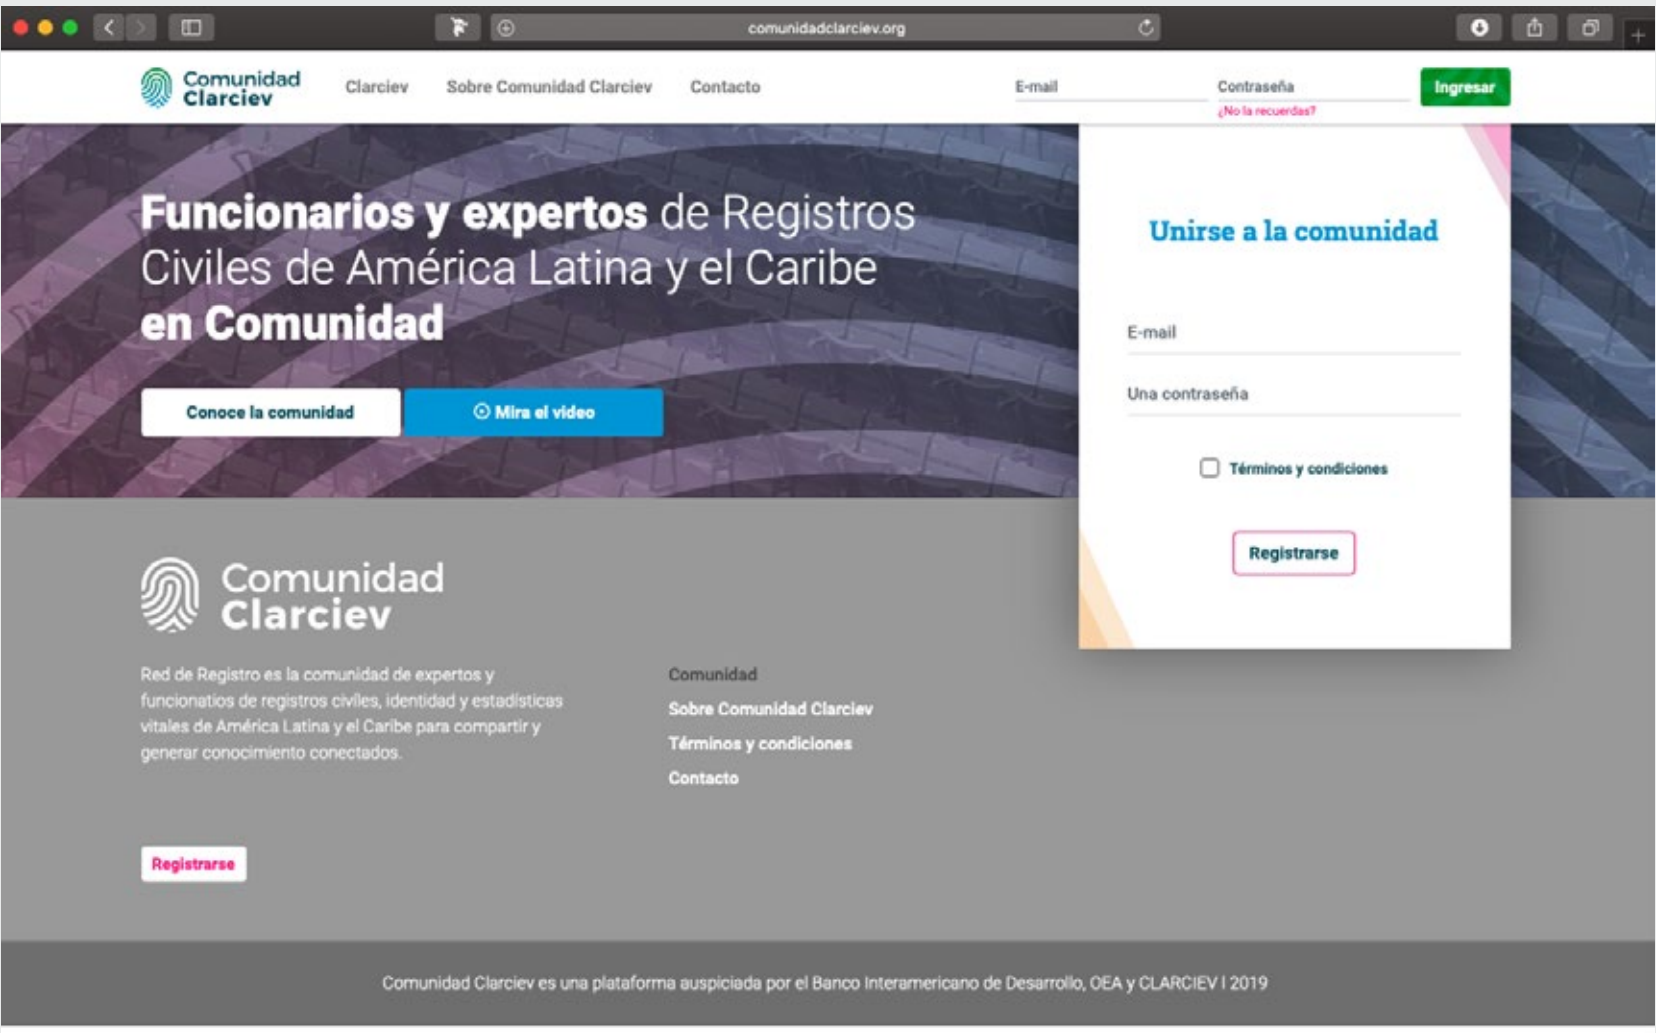 comunidadclarciev.org
Comunidad
Clarciev
Clarciev
Sobre Comunidad Clarciev
Contacto
E-mail
Contraseña
Ingresar
¿No la recuerdas?
Funcionarios y expertos de Registros
Civiles de América Latina y el Caribe
en Comunidad
Conoce la comunidad
Mira el video
Unirse a la comunidad
E-mail
Una contraseña
Términos y condiciones
Registrarse
Comunidad
Clarciev
Red de Registro es la comunidad de expertos y
funcionatios de registros civiles, identidad y estadísticas
vitales de América Latina y el Caribe para compartir y
generar conocimiento conectados.
Comunidad
Sobre Comunidad Clarciev
Términos y condiciones
Contacto
Registrarse
Comunidad Clarciev es una plataforma auspiciada por el Banco Interamericano de Desarrollo, OEA y CLARCIEV l 2019